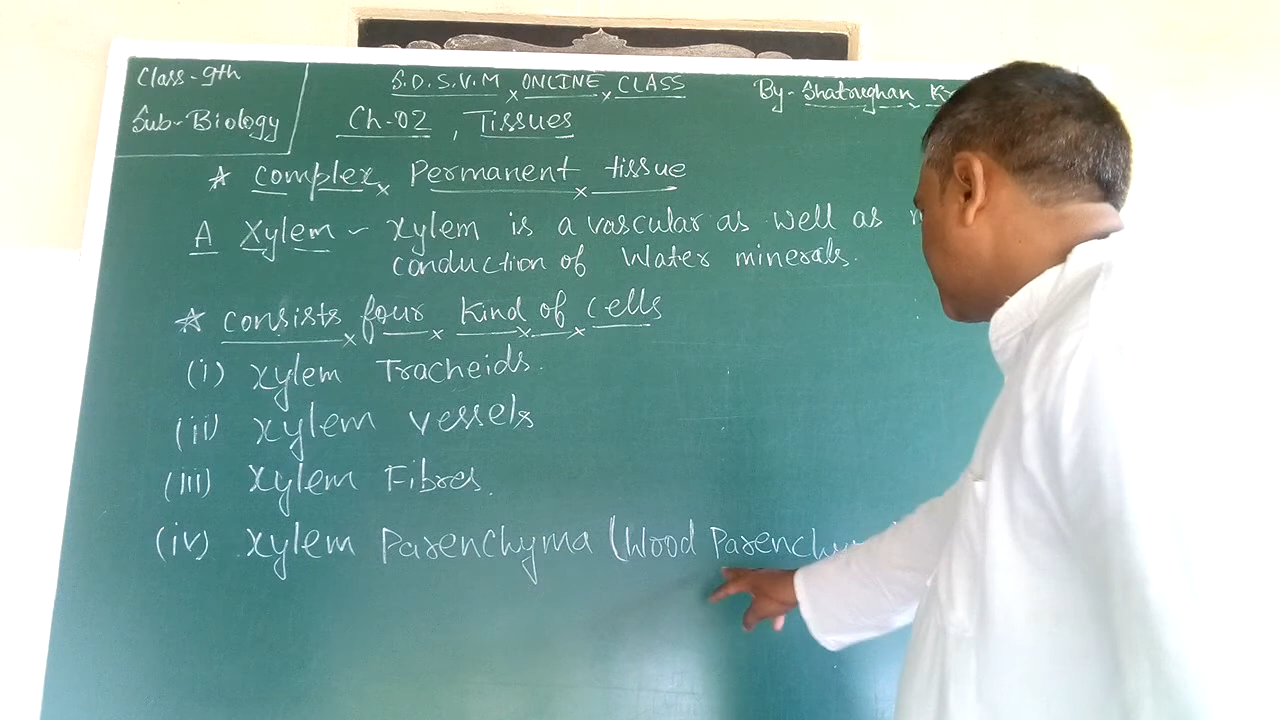 Class-9th
Sub-Biology
S.D.S.V.M ONLINE CLASS
By- Shatrughan
Ch-02, Tissues
* Complex Permanent tissue
A Xylem - Xylem is a vascular as well as
conduction of Water minerals.
* consists four Kind of Cells
(i) Xylem Tracheids.
(ii) Xylem vessels
(iii) Xylem Fibres.
(iv) Xylem Parenchyma (Wood Parenchy